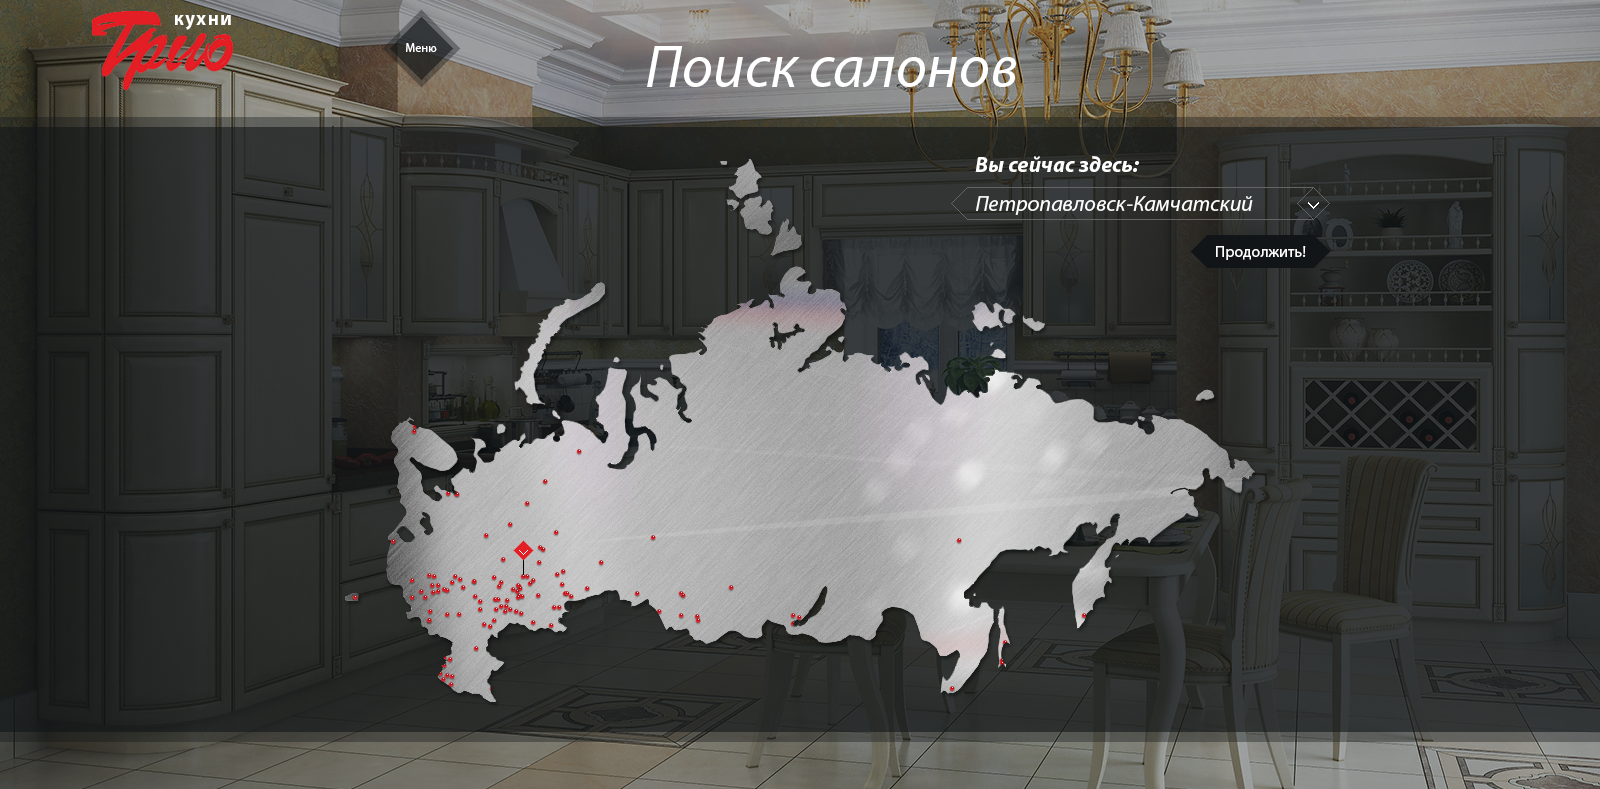 кухни
Трио
Меню
Поиск салонов
Вы сейчас здесь:
Петропавловск-Камчатский
Продолжить!